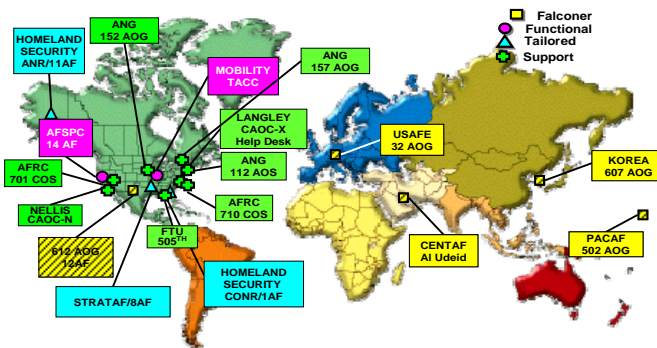 Falconer
Functional
Tailored
Support
ANG
152 AOG
HOMELAND
SECURITY
ANR/11AF
MOBILITY
TACC
ANG
157 AOG
AFSPC
14 AF
LANGLEY
CAOC-X
Help Desk
USAFE
32 AOG
KOREA
607 AOG
AFRC
701 COS
ANG
112 AOS
NELLIS
CAOC-N
AFRC
710 COS
FTU
505TH
612 AOG
12AF
CENTAF
Al Udeid
PACAF
502 AOG
STRATAF/8AF
HOMELAND
SECURITY
CONR/1AF